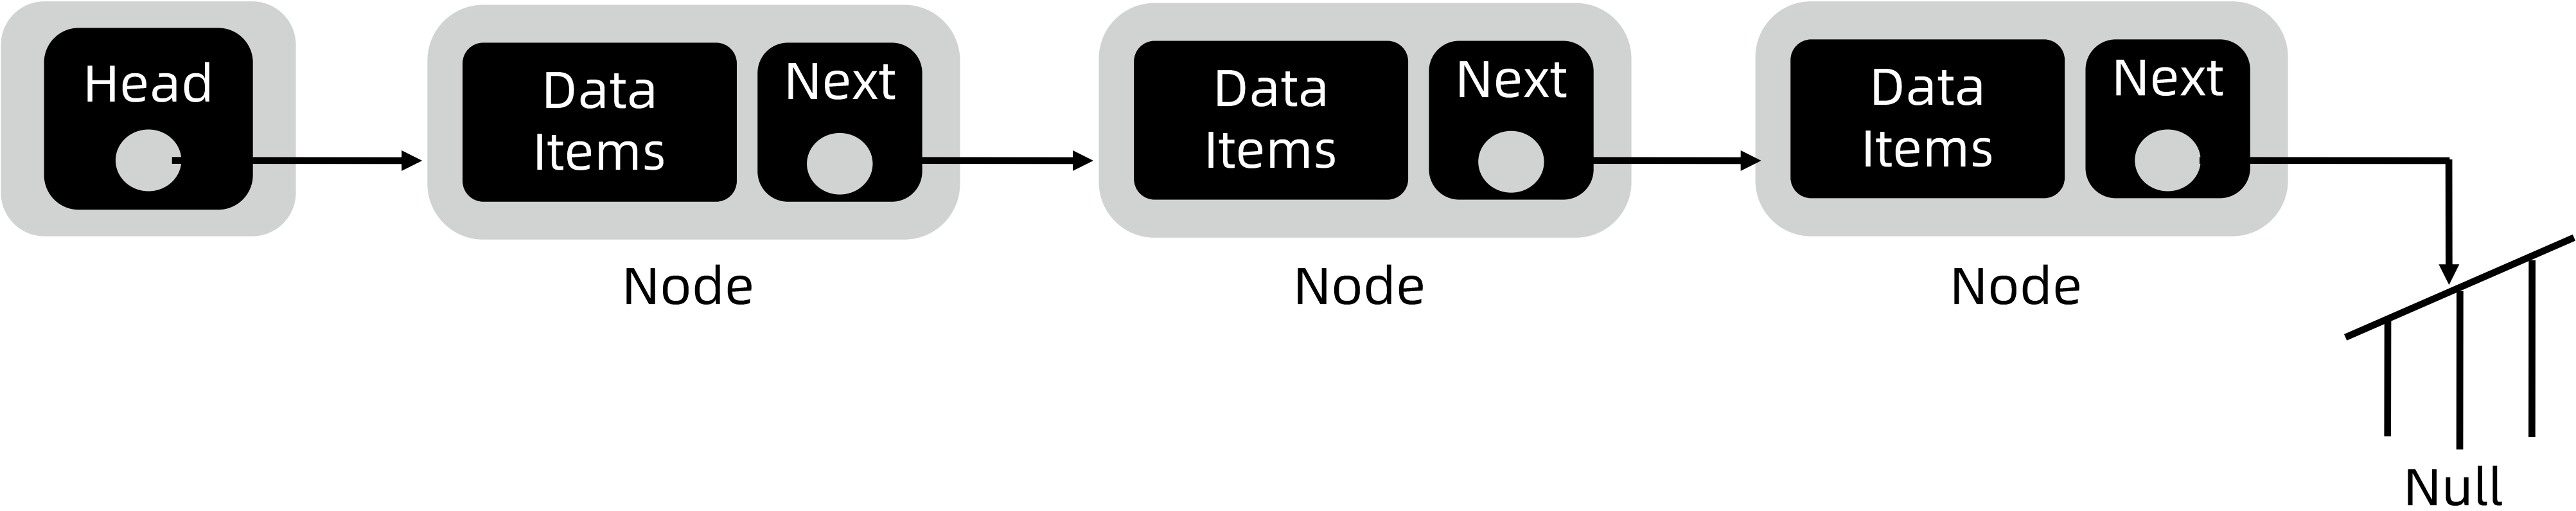 Head
Data
Items
Next
Node
Data
Items
Next
Node
Data
Items
Next
Node
Null